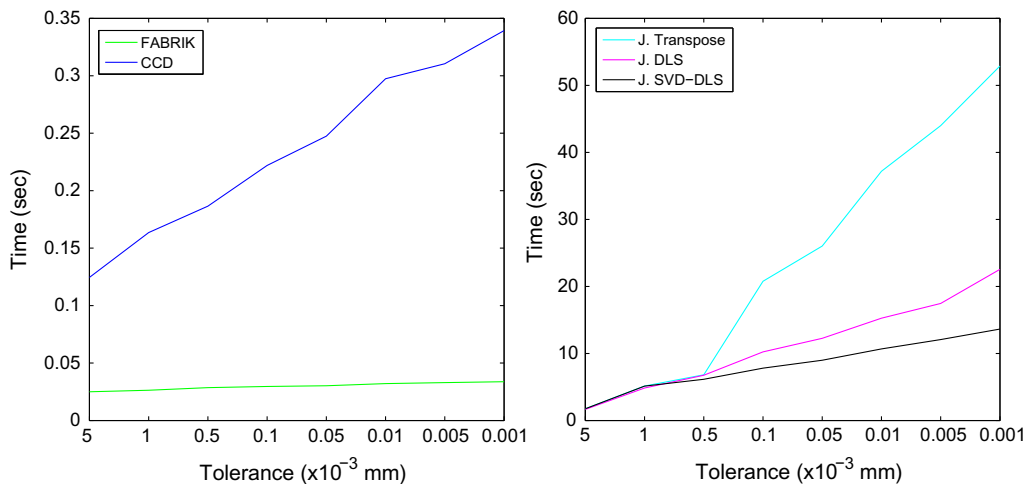 0.35
0.3
0.25
0.2
0.15
0.1
0.05
0
Time (sec)
FABRIK
CCD
5 1 0.5 0.1 0.05 0.01 0.005 0.001
Tolerance (x10⁻³ mm)
60
50
40
30
20
10
0
Time (sec)
J. Transpose
J. DLS
J. SVD−DLS
5 1 0.5 0.1 0.05 0.01 0.005 0.001
Tolerance (x10⁻³ mm)